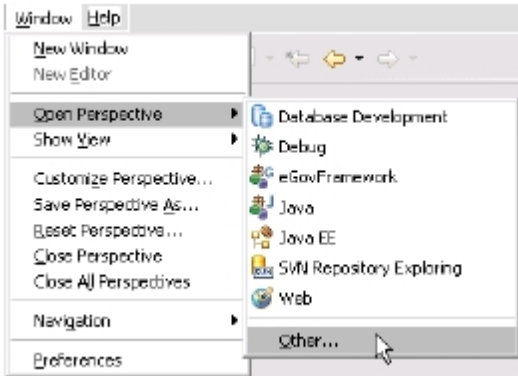 Window Help
New Window
New Editor
Open Perspective
Show View
Customize Perspective...
Save Perspective As...
Reset Perspective...
Close Perspective
Close All Perspectives
Navigation
Preferences
Database Development
Debug
eGovFramework
Java
Java EE
SVN Repository Exploring
Web
Other...